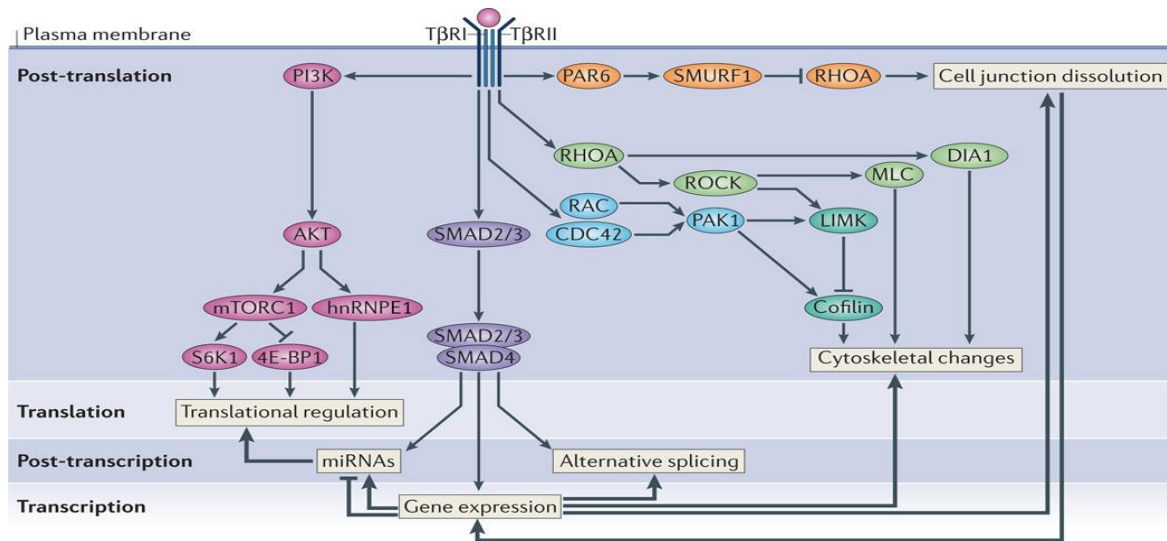 TβRI
TβRII
Plasma membrane
Post-translation
PI3K
PAR6
SMURF1
RHOA
Cell junction dissolution
RHOA
DIA1
ROCK
MLC
RAC
PAK1
LIMK
AKT
SMAD2/3
CDC42
mTORC1
hnRNPE1
Cofilin
SMAD2/3
SMAD4
S6K1
4E-BP1
Cytoskeletal changes
Translation
Translational regulation
Post-transcription
miRNAs
Alternative splicing
Transcription
Gene expression